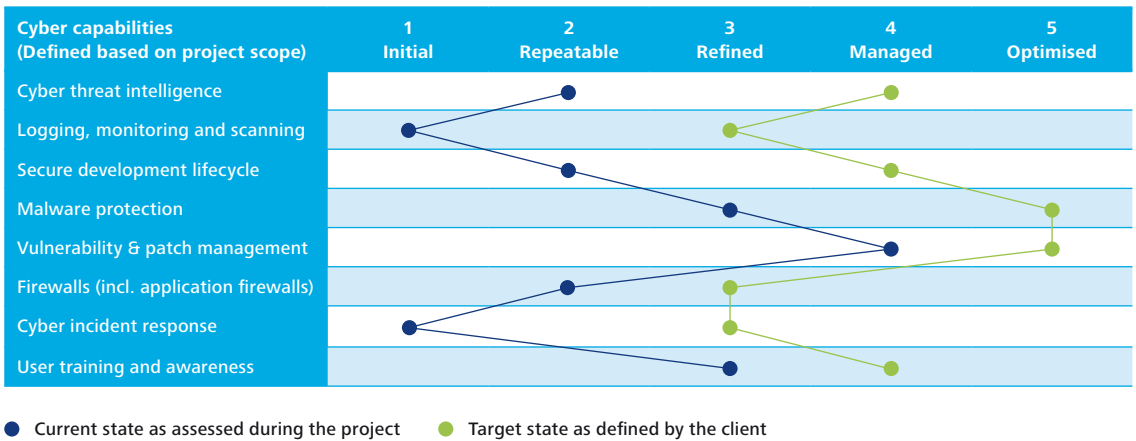 Cyber capabilities
(Defined based on project scope)
1
Initial
2
Repeatable
3
Refined
4
Managed
5
Optimised
Cyber threat intelligence
Logging, monitoring and scanning
Secure development lifecycle
Malware protection
Vulnerability & patch management
Firewalls (incl. application firewalls)
Cyber incident response
User training and awareness
Current state as assessed during the project
Target state as defined by the client